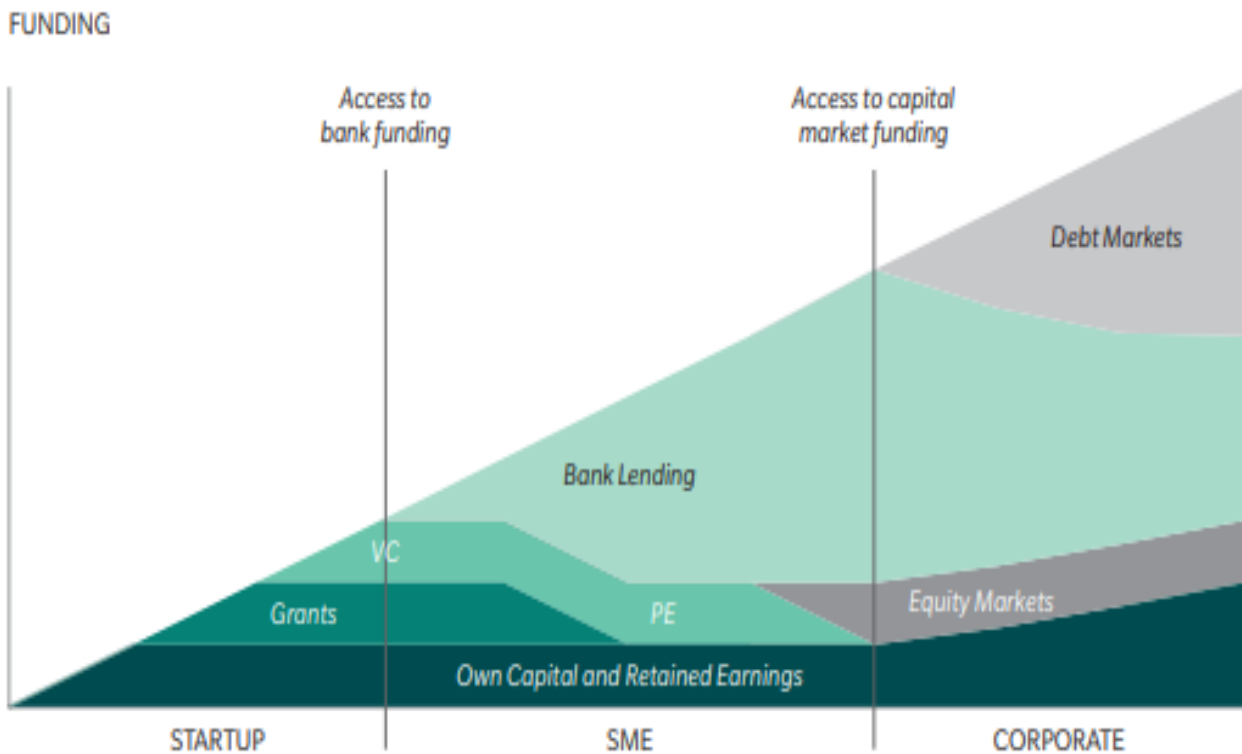 FUNDING
Access to
bank funding
Access to capital
market funding
Debt Markets
Bank Lending
VC
Grants
PE
Equity Markets
Own Capital and Retained Earnings
STARTUP
SME
CORPORATE